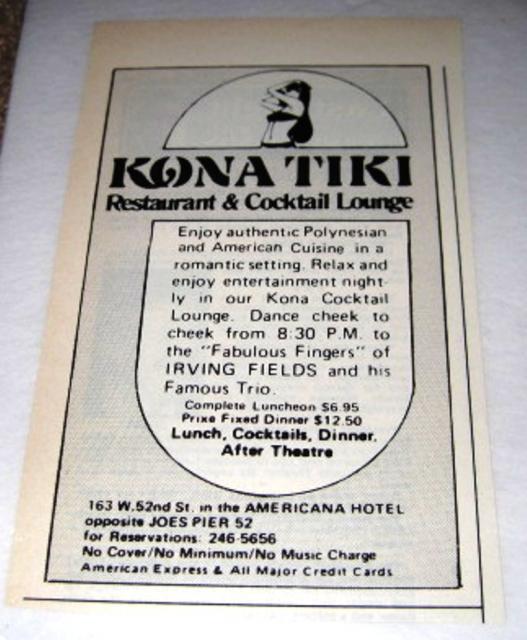 KONA TIKI
Restaurant & Cocktail Lounge
Enjoy authentic Polynesian
and American Cuisine in a
romantic setting. Relax and
enjoy entertainment night-
ly in our Kona Cocktail
Lounge. Dance cheek to
cheek from 8:30 P.M. to
the "Fabulous Fingers" of
IRVING FIELDS and his
Famous Trio.
Complete Luncheon $6.95
Prixe Fixed Dinner $12.50
Lunch, Cocktails, Dinner,
After Theatre
163 W.52nd St. in the AMERICANA HOTEL
opposite JOES PIER 52
for Reservations: 246-5656
No Cover/No Minimum/No Music Charge
American Express & All Major Credit Cards